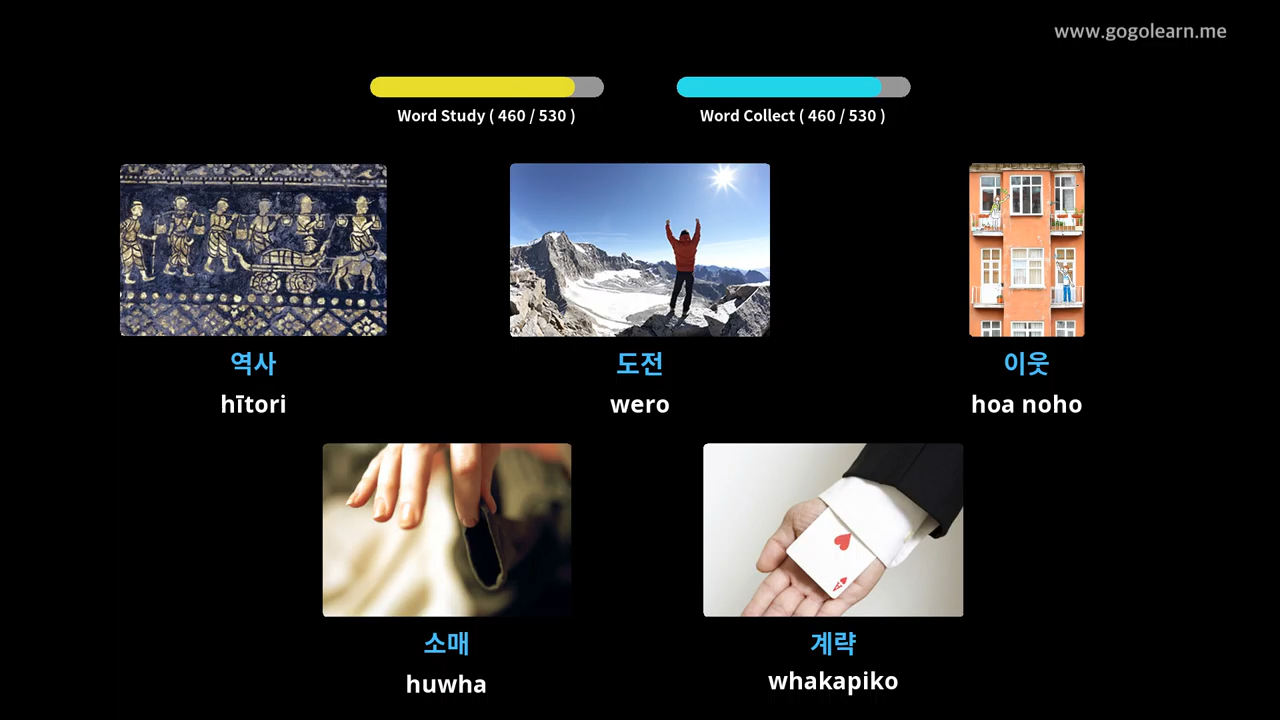 www.gogolearn.me
Word Study ( 460 / 530 )
Word Collect ( 460 / 530 )
역사
hītori
도전
wero
이웃
hoa noho
소매
huwha
계략
whakapiko